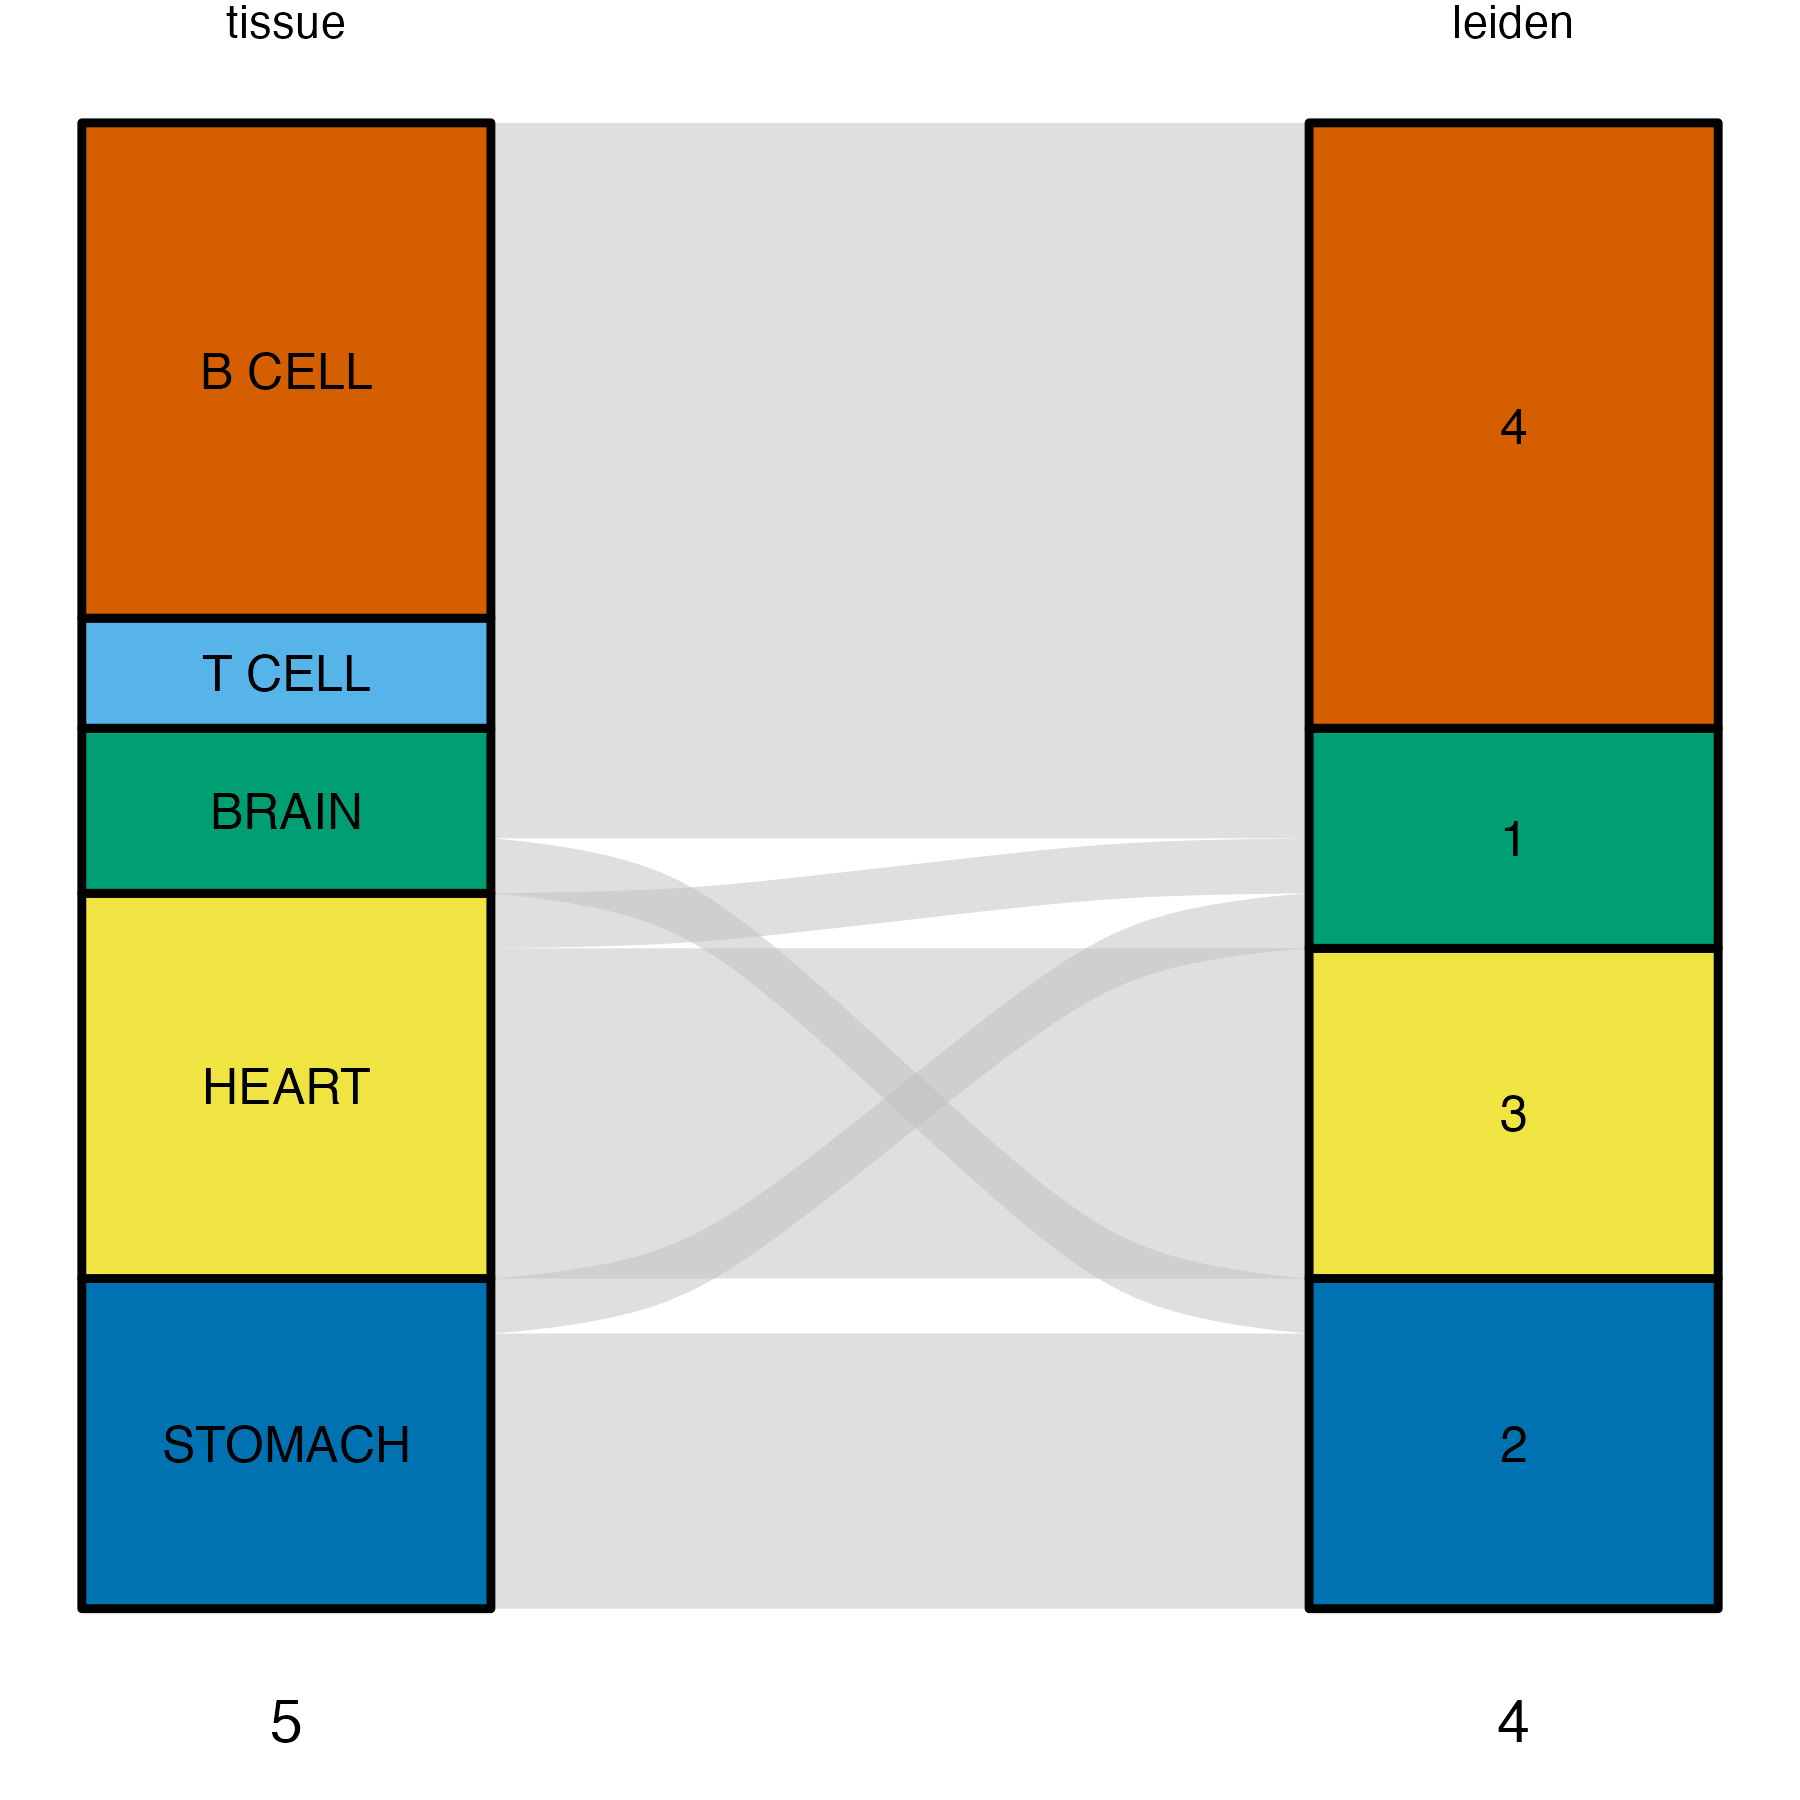 tissue
leiden
B CELL
4
T CELL
BRAIN
1
HEART
3
STOMACH
2
5
4